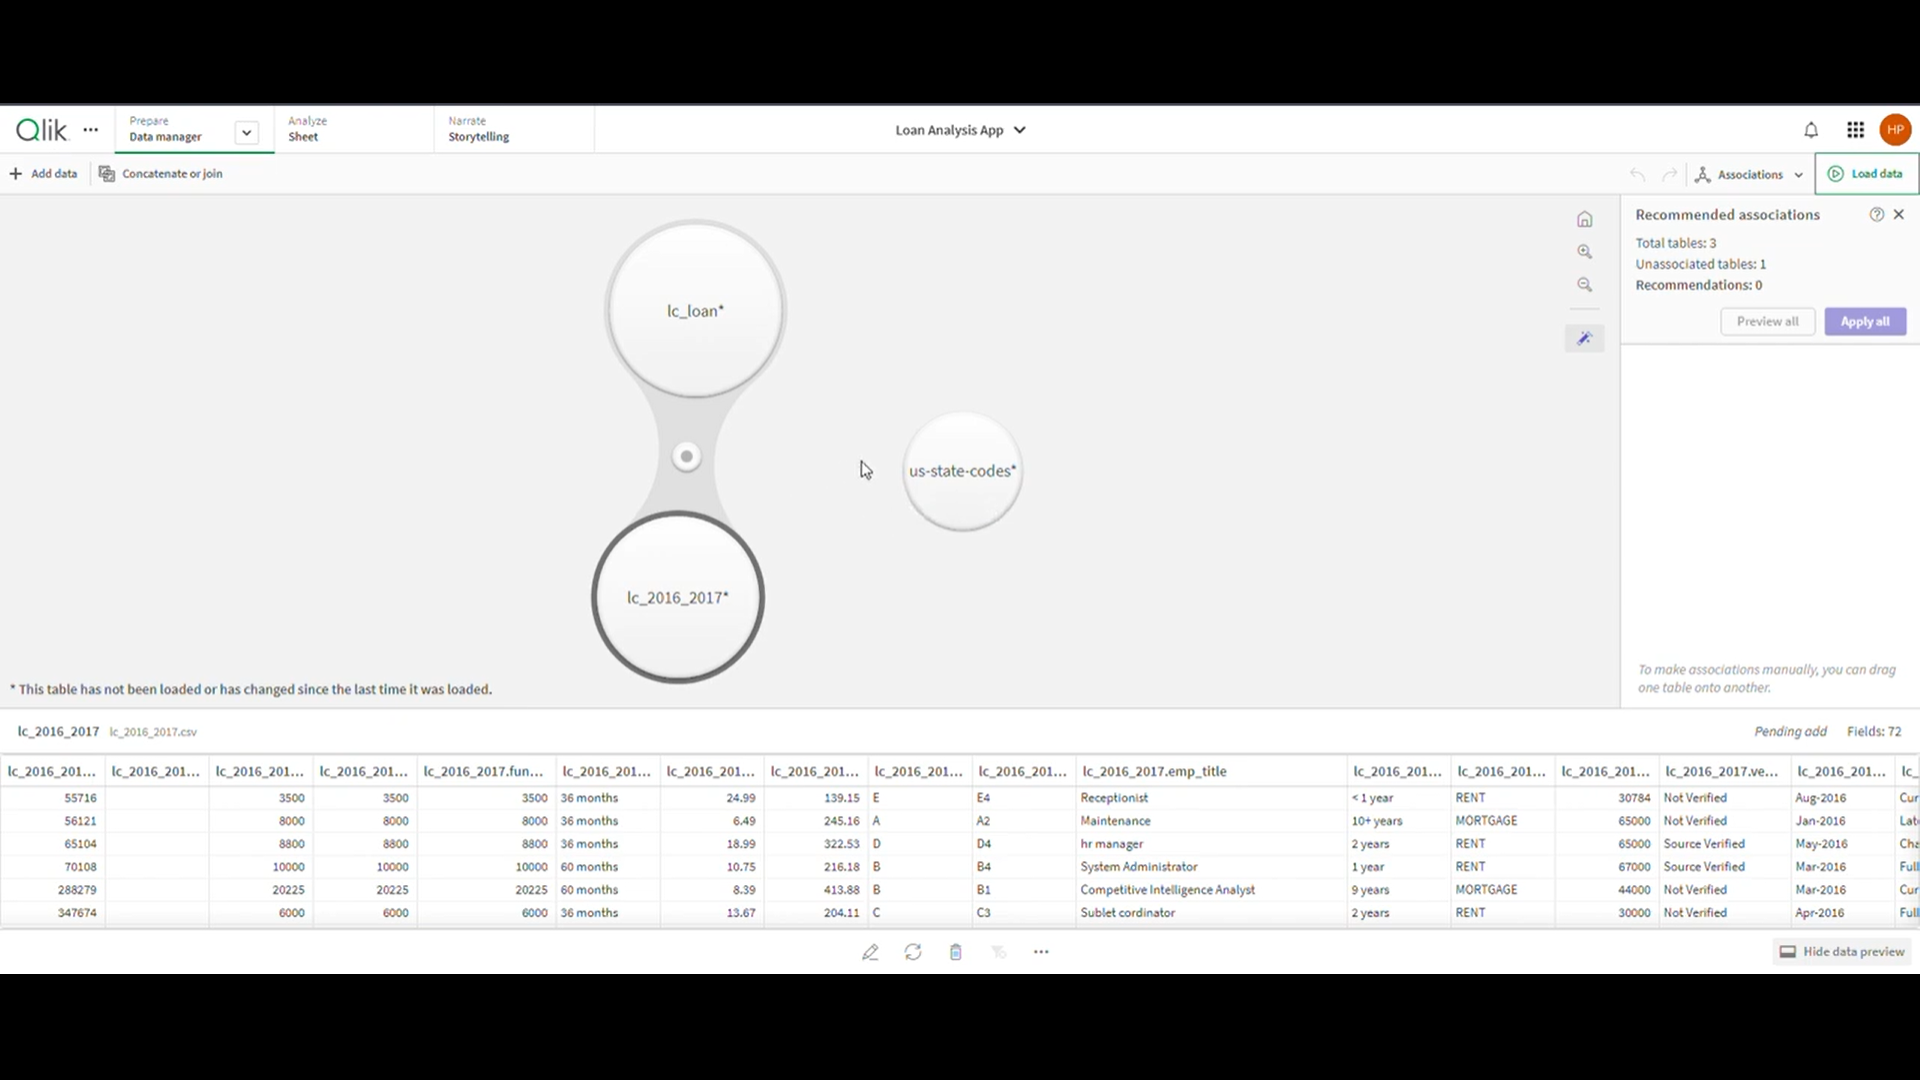 Qlik
Prepare
Data manager
Analyze
Sheet
Narrate
Storytelling
Loan Analysis App
HP
Add data
Concatenate or join
Associations
Load data
Recommended associations
Total tables: 3
Unassociated tables: 1
Recommendations: 0
Preview all
Apply all
lc_loan*
us-state-codes*
lc_2016_2017*
To make associations manually, you can drag
one table onto another.
* This table has not been loaded or has changed since the last time it was loaded.
lc_2016_2017 lc_2016_2017.csv Pending add Fields: 72
lc_2016_201... lc_2016_201... lc_2016_201... lc_2016_201... lc_2016_2017.fun... lc_2016_201... lc_2016_201... lc_2016_201... lc_2016_201... lc_2016_201... lc_2016_2017.emp_title lc_2016_201... lc_2016_201... lc_2016_201... lc_2016_2017.ve... lc_2016_201... lc_
55716 3500 3500 3500 36 months 24.99 139.15 E E4 Receptionist < 1 year RENT 30784 Not Verified Aug-2016 Cur
56121 8000 8000 8000 36 months 6.49 245.16 A A2 Maintenance 10+ years MORTGAGE 65000 Not Verified Jan-2016 Lat
65104 8800 8800 8800 36 months 18.99 322.53 D D4 hr manager 2 years RENT 65000 Source Verified May-2016 Cha
70108 10000 10000 10000 60 months 10.75 216.18 B B4 System Administrator 1 year RENT 67000 Source Verified Mar-2016 Full
288279 20225 20225 20225 60 months 8.39 413.88 B B1 Competitive Intelligence Analyst 9 years MORTGAGE 44000 Not Verified Mar-2016 Cur
347674 6000 6000 6000 36 months 13.67 204.11 C C3 Sublet cordinator 2 years RENT 30000 Not Verified Apr-2016 Full
Hide data preview